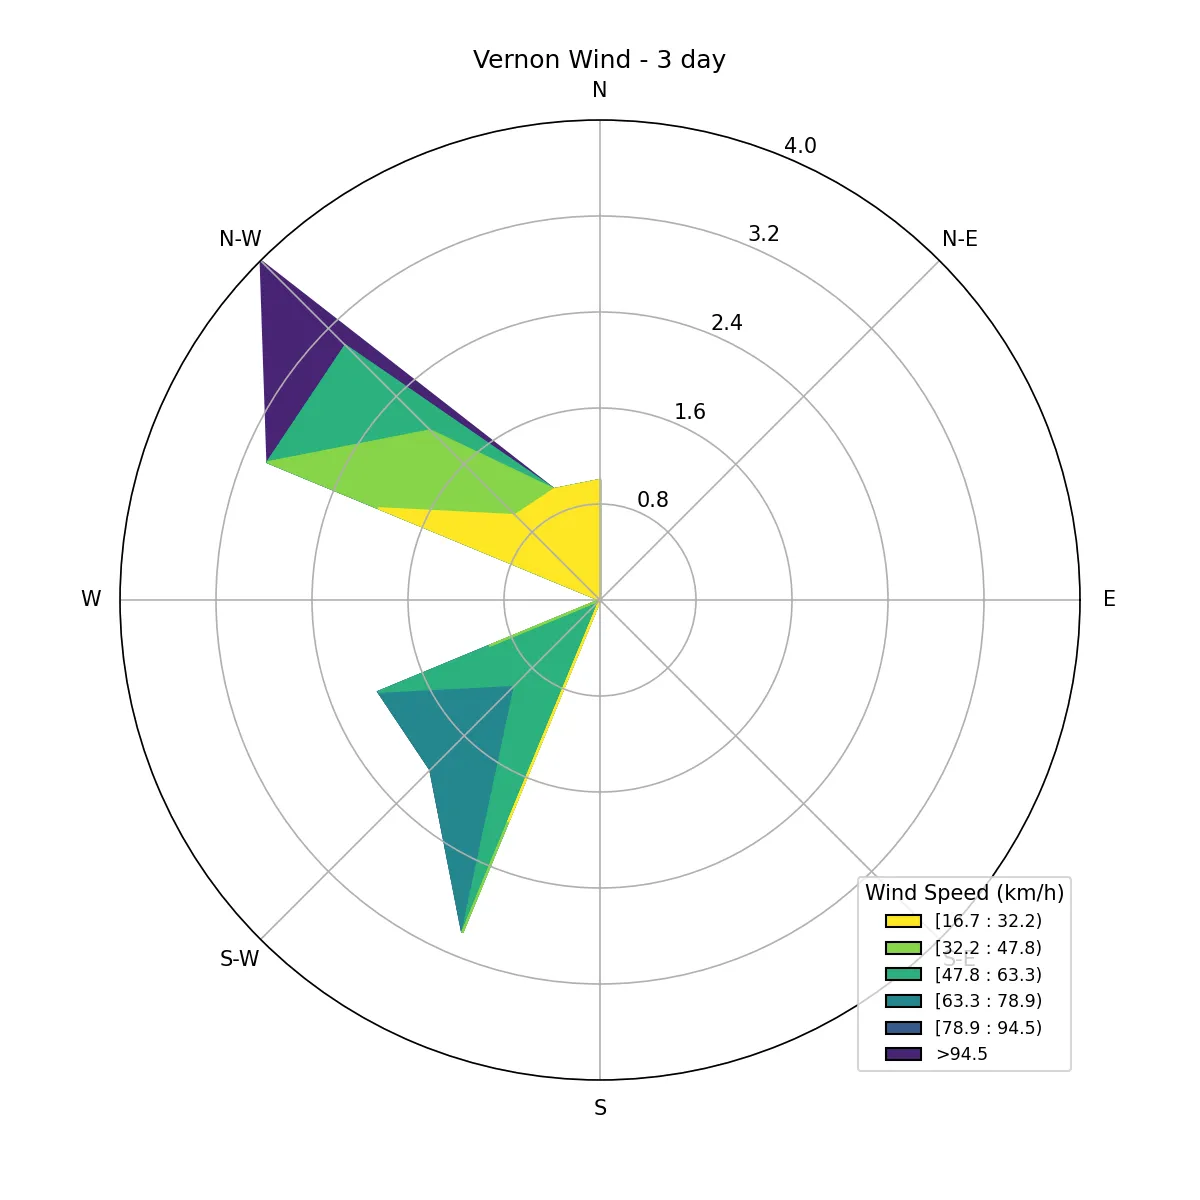 Vernon Wind - 3 day
N
4.0
N-W
N-E
3.2
2.4
1.6
0.8
W
E
Wind Speed (km/h)
[16.7 : 32.2)
[32.2 : 47.8)
S-W
S-E
[47.8 : 63.3)
[63.3 : 78.9)
[78.9 : 94.5)
>94.5
S